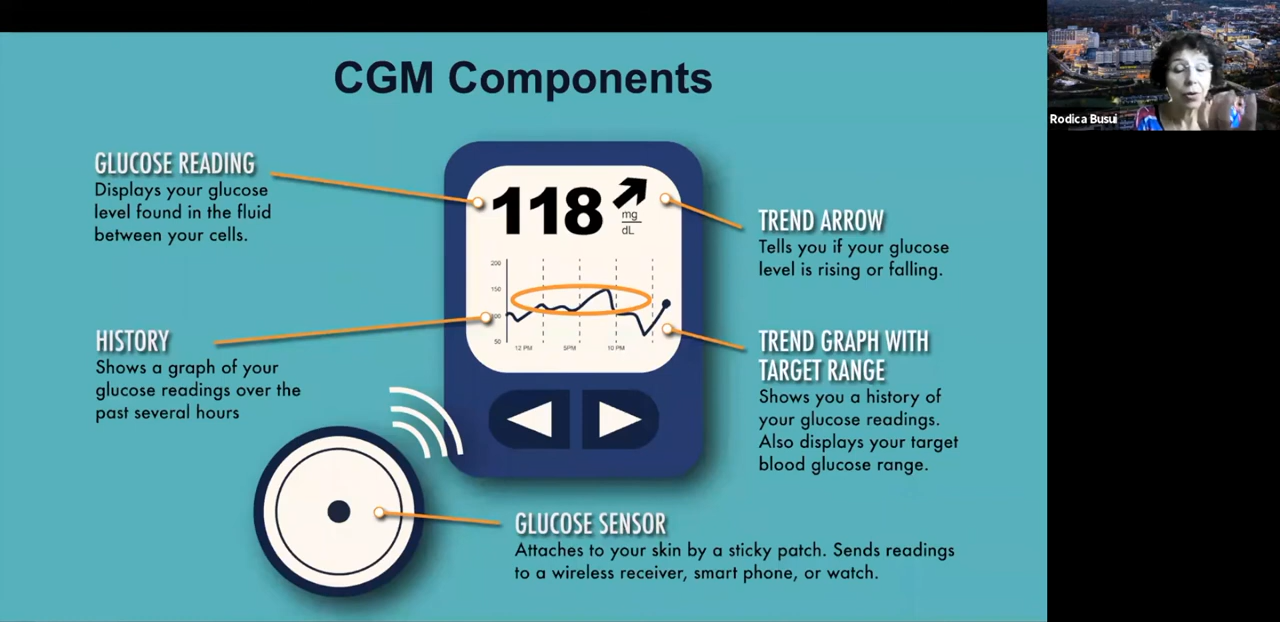 CGM Components
GLUCOSE READING
Displays your glucose
level found in the fluid
between your cells.
HISTORY
Shows a graph of your
glucose readings over the
past several hours
118
mg
dL
200
150
100
50
12 PM
5PM
10 PM
TREND ARROW
Tells you if your glucose
level is rising or falling.
TREND GRAPH WITH
TARGET RANGE
Shows you a history of
your glucose readings.
Also displays your target
blood glucose range.
GLUCOSE SENSOR
Attaches to your skin by a sticky patch. Sends readings
to a wireless receiver, smart phone, or watch.
Rodica Busui